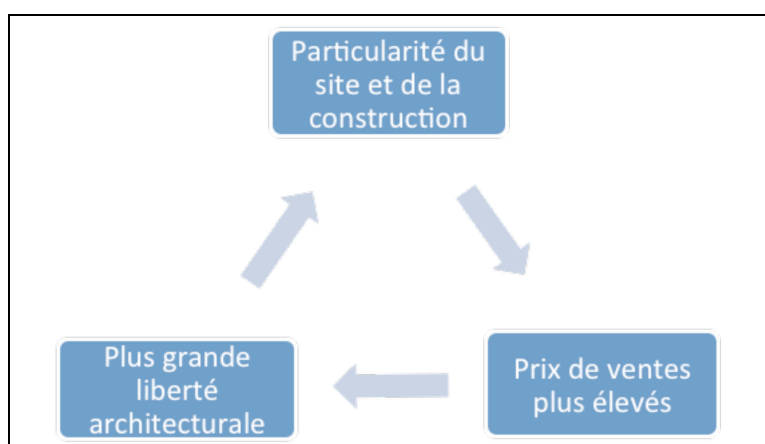 Particularité du
site et de la
construction
Prix de ventes
plus élevés
Plus grande
liberté
architecturale